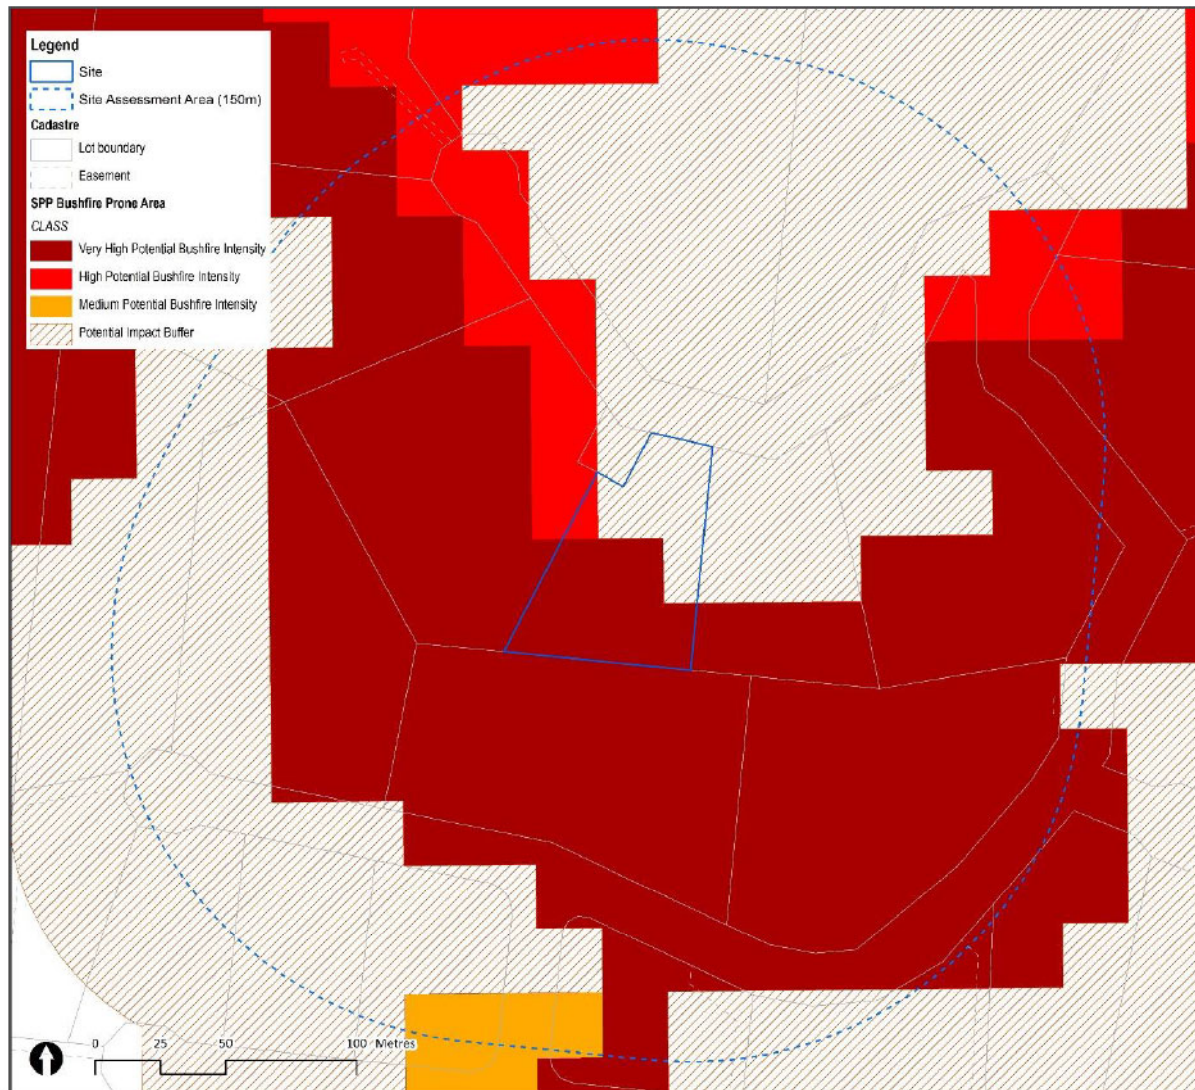 Legend
Site
Site Assessment Area (150m)
Cadastre
Lot boundary
Easement
SPP Bushfire Prone Area
CLASS
Very High Potential Bushfire Intensity
High Potential Bushfire Intensity
Medium Potential Bushfire Intensity
Potential Impact Buffer
0 25 50 100 Metres